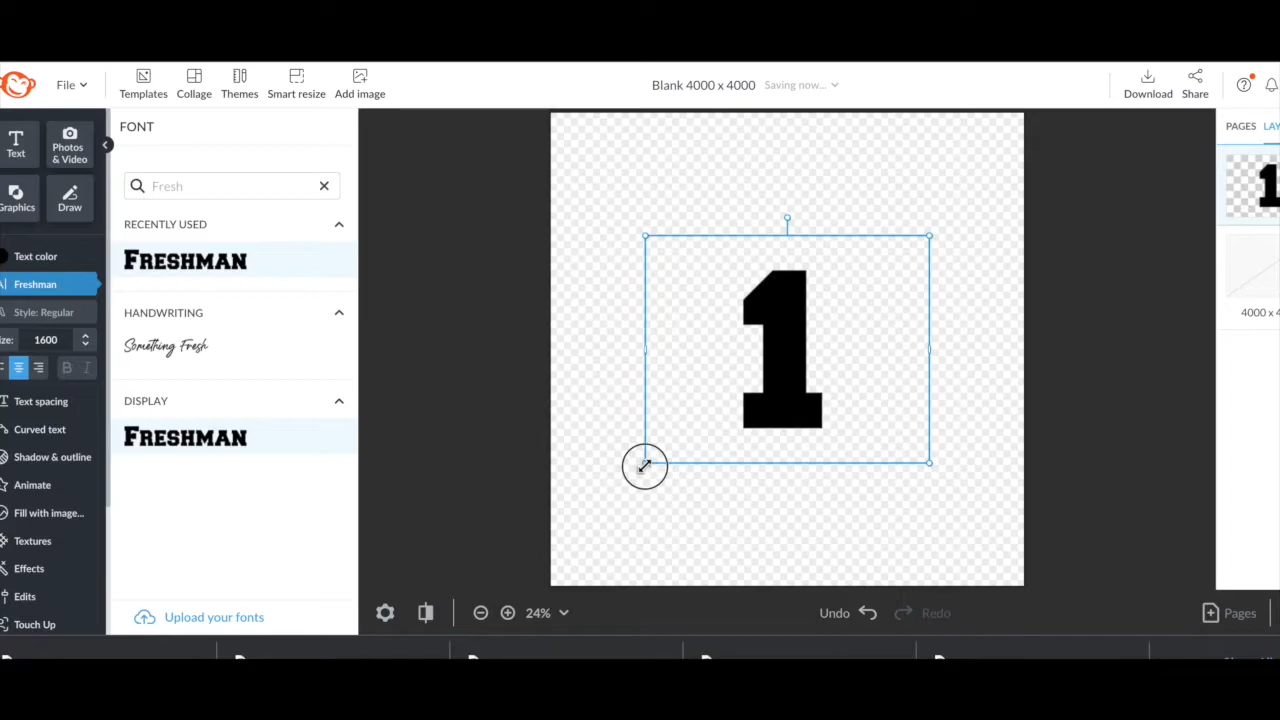 File
Templates
Collage
Themes
Smart resize
Add image
Blank 4000 x 4000
Saving now...
Download
Share
Text
Photos & Video
Graphics
Draw
Text color
Freshman
Style: Regular
1600
Text spacing
Curved text
Shadow & outline
Animate
Fill with image...
Textures
Effects
Edits
Touch Up
FONT
Fresh
RECENTLY USED
FRESHMAN
HANDWRITING
Something Fresh
DISPLAY
FRESHMAN
Upload your fonts
1
24%
Undo
Redo
PAGES
LAY
1
4000 x 4
Pages